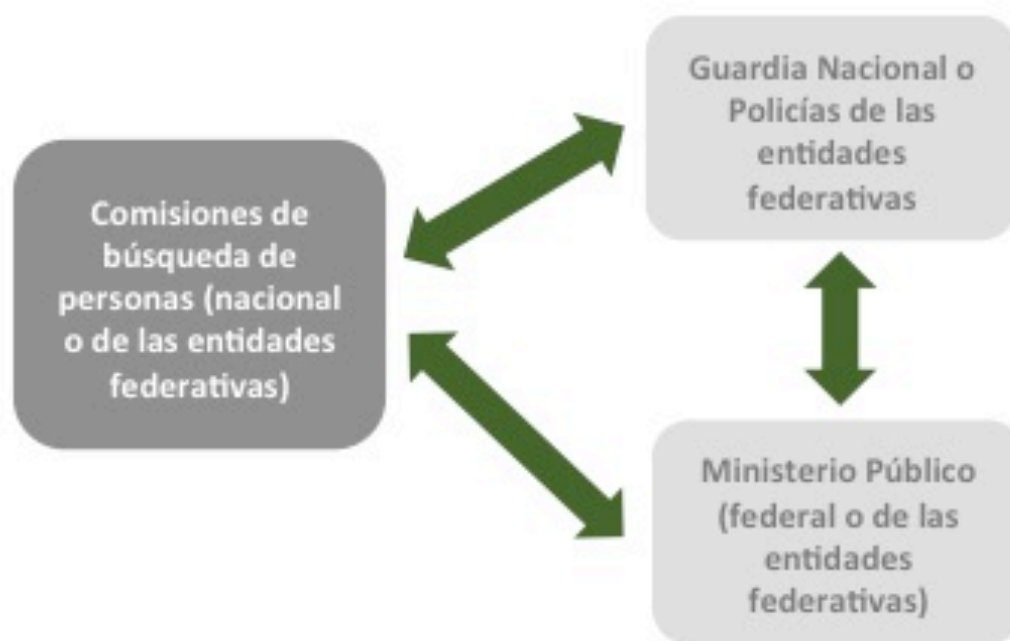 Comisiones de
búsqueda de
personas (nacional
o de las entidades
federativas)
Guardia Nacional o
Policías de las
entidades
federativas
Ministerio Público
(federal o de las
entidades
federativas)